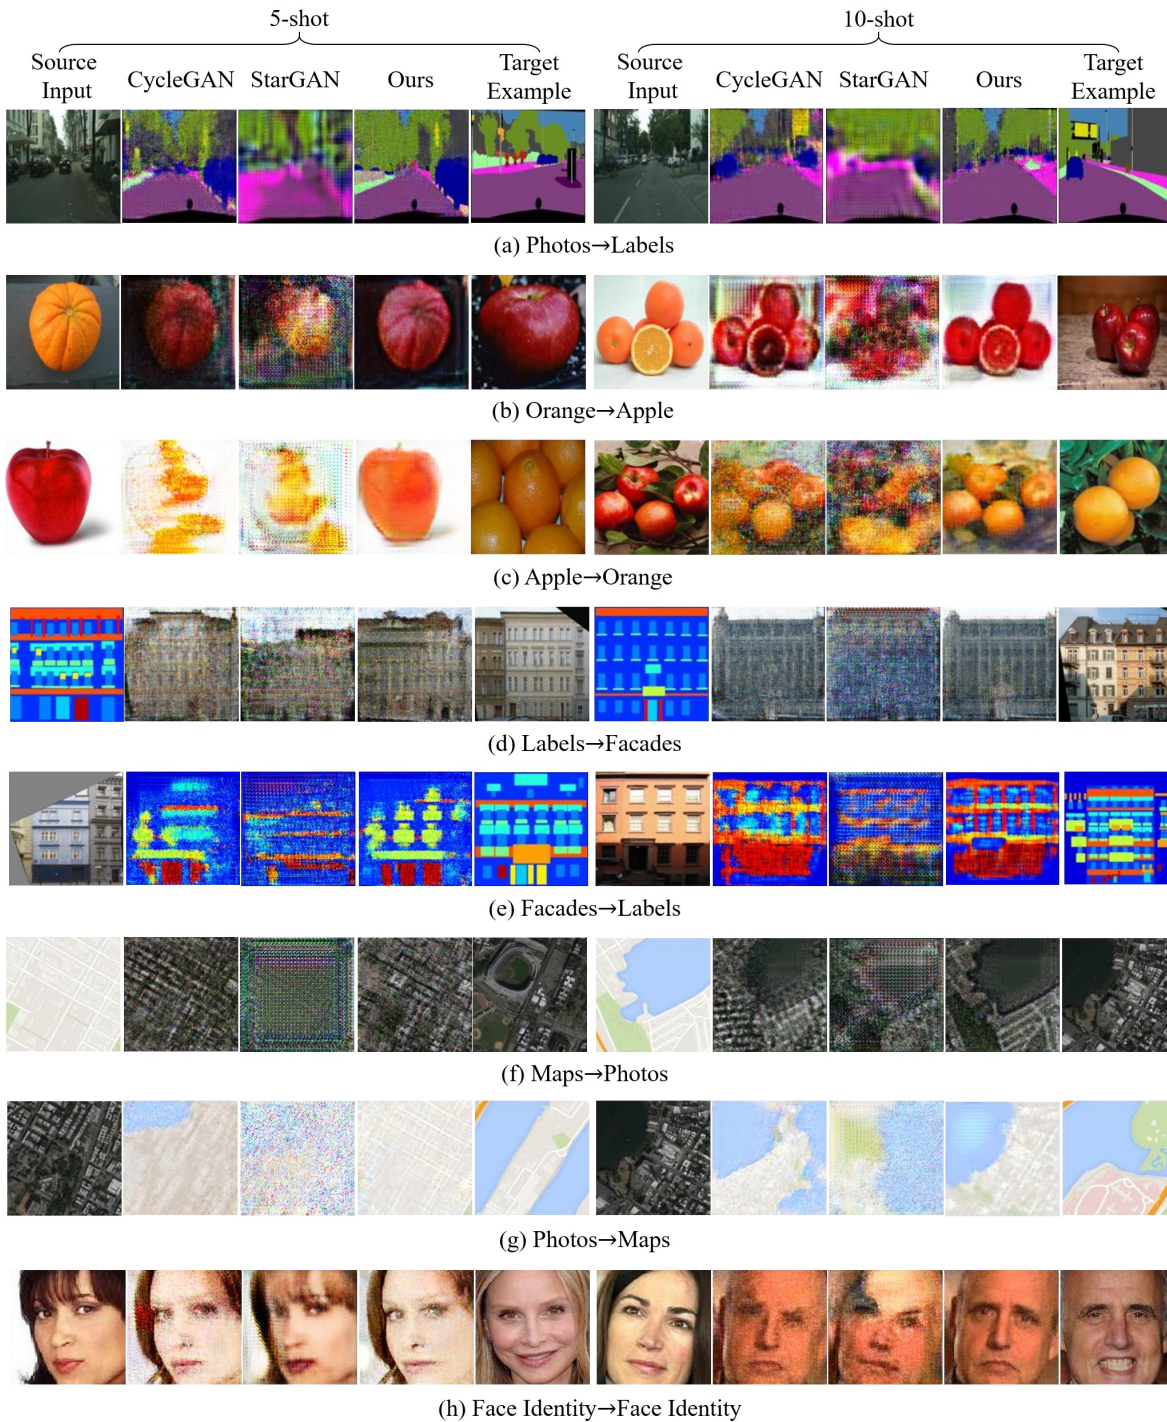 5-shot
10-shot
Source Input
CycleGAN
StarGAN
Ours
Target Example
Source Input
CycleGAN
StarGAN
Ours
Target Example
(a) Photos→Labels
(b) Orange→Apple
(c) Apple→Orange
(d) Labels→Facades
(e) Facades→Labels
(f) Maps→Photos
(g) Photos→Maps
(h) Face Identity→Face Identity